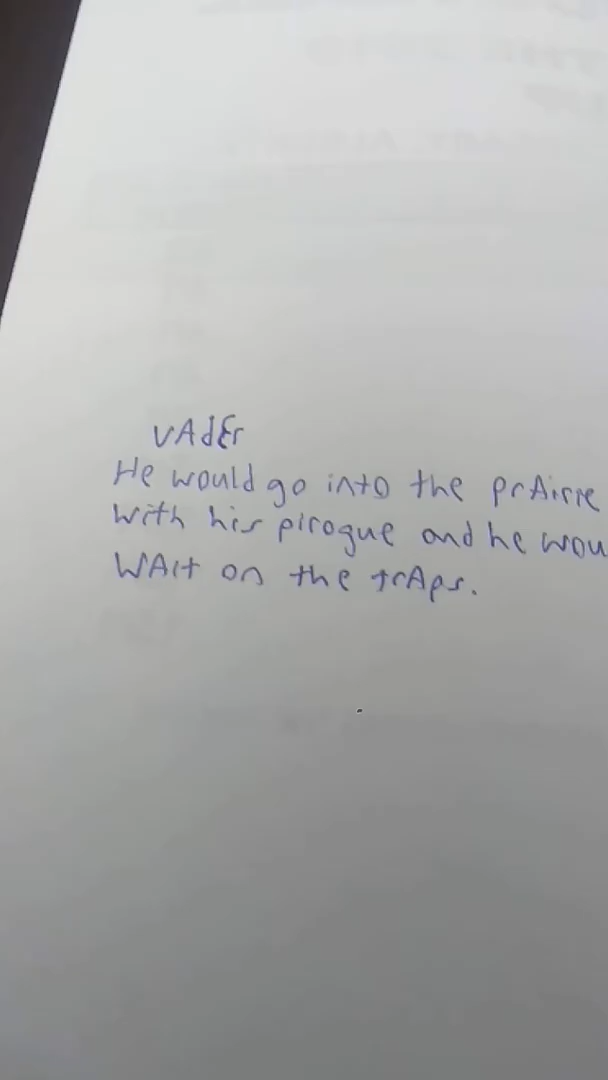 VAdEr
He would go into the prAirie
with his pirogue and he wou
WAit on the trAps.